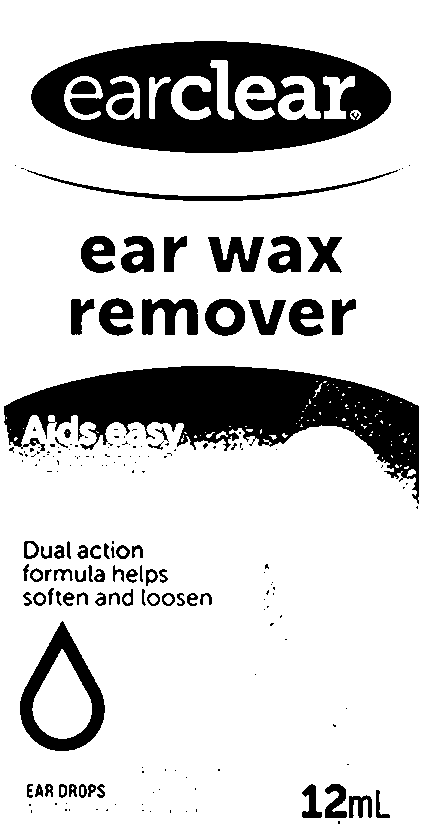 earclear
ear wax
remover
Aids easy
Dual action
formula helps
soften and loosen
EAR DROPS
12mL